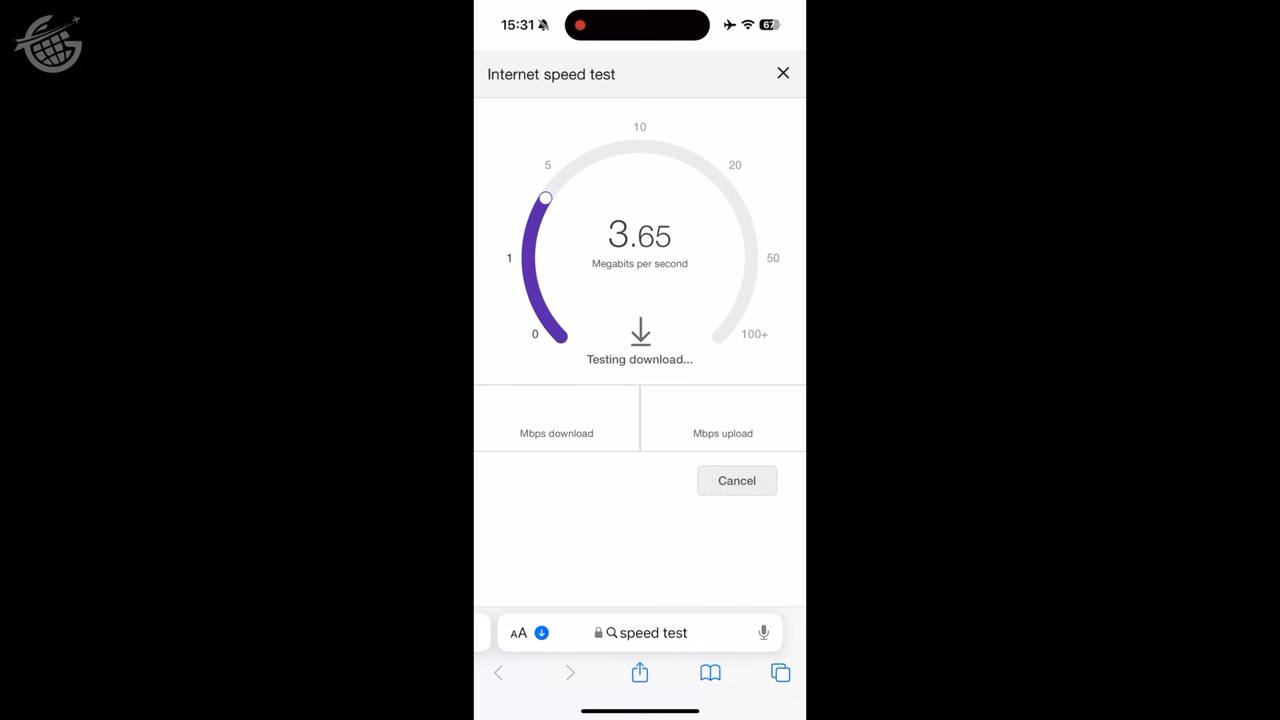 15:31
67
Internet speed test
10
5
20
3.65
Megabits per second
1
50
0
100+
Testing download...
Mbps download
Mbps upload
Cancel
AA
speed test